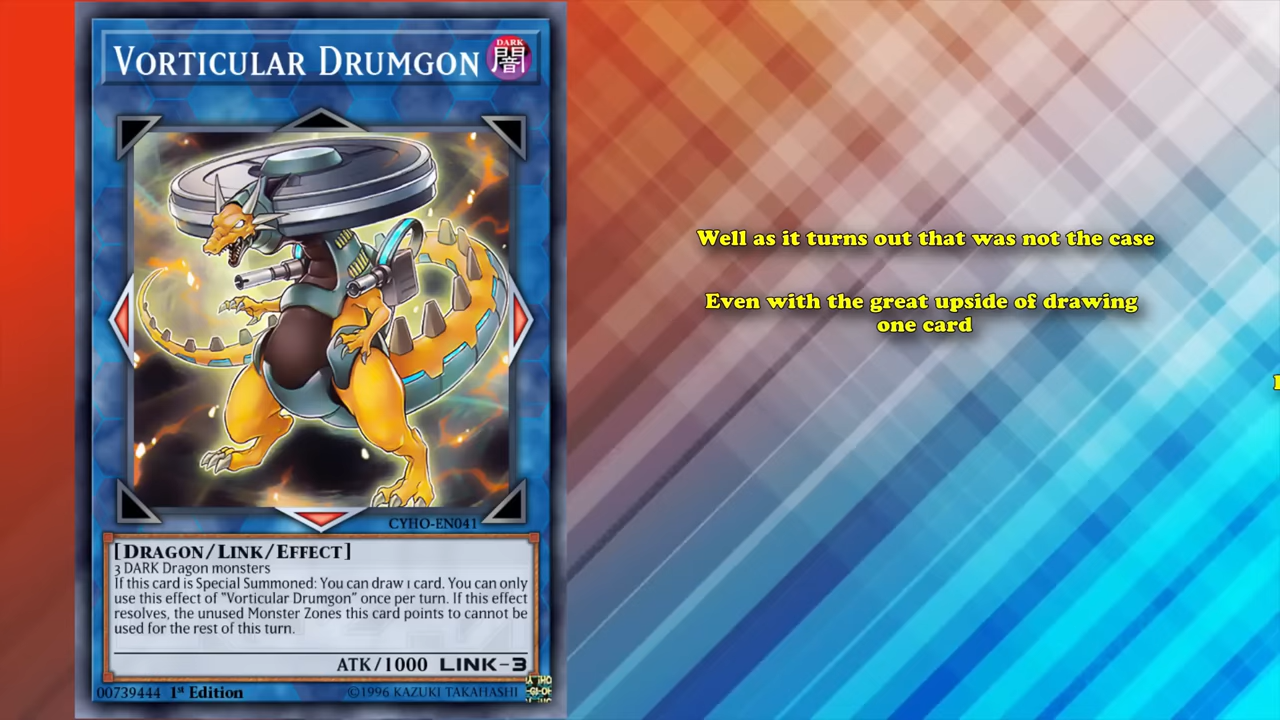 VORTICULAR DRUMGON
DARK
闇
CYHO-EN041
[DRAGON/LINK/EFFECT]
3 DARK Dragon monsters
If this card is Special Summoned: You can draw 1 card. You can only
use this effect of "Vorticular Drumgon" once per turn. If this effect
resolves, the unused Monster Zones this card points to cannot be
used for the rest of this turn.
ATK/1000 LINK-3
00739444 1st Edition ©1996 KAZUKI TAKAHASHI
Well as it turns out that was not the case
Even with the great upside of drawing
one card